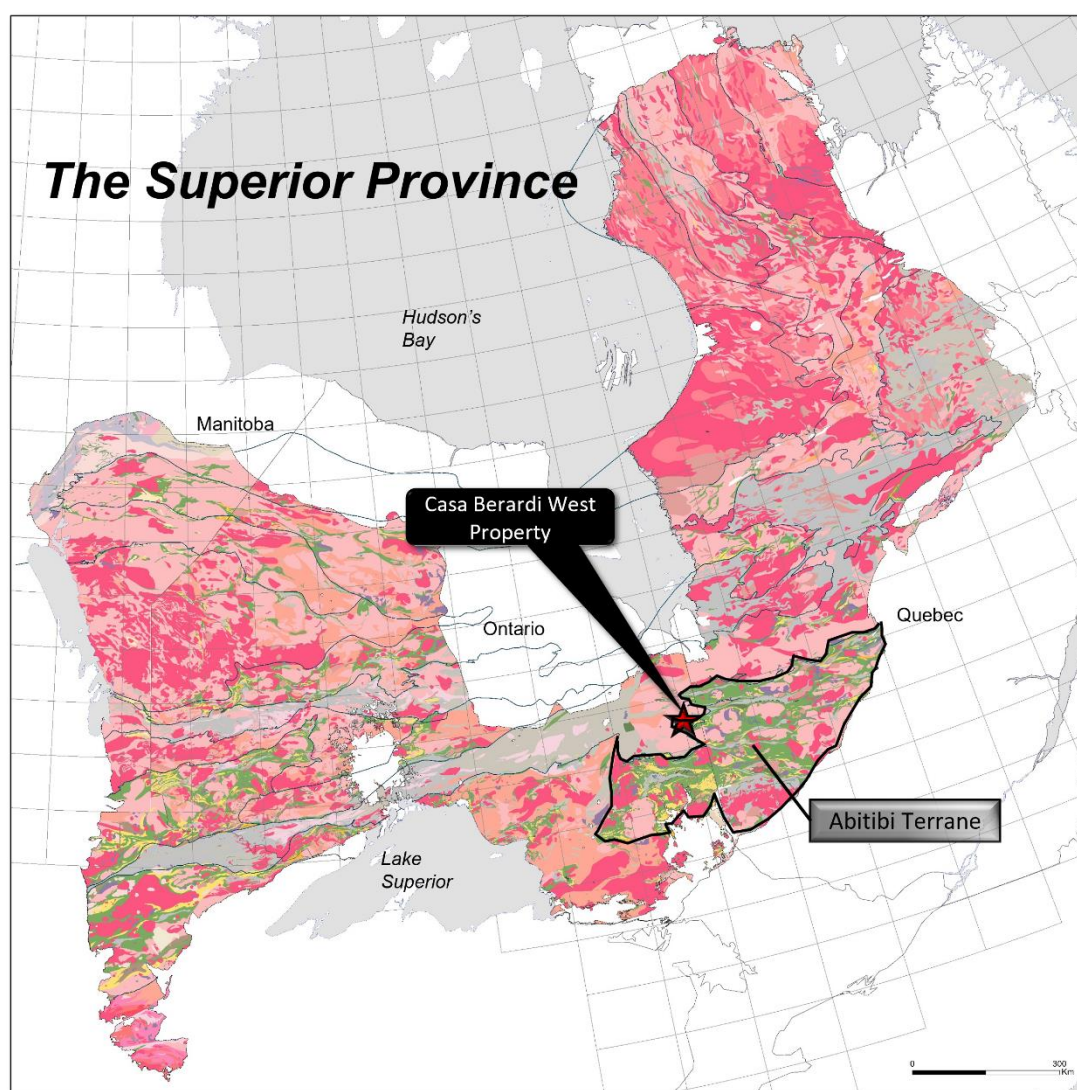 The Superior Province
Hudson's
Bay
Manitoba
Casa Berardi West
Property
Ontario
Quebec
Abitibi Terrane
Lake
Superior
0 300
Km